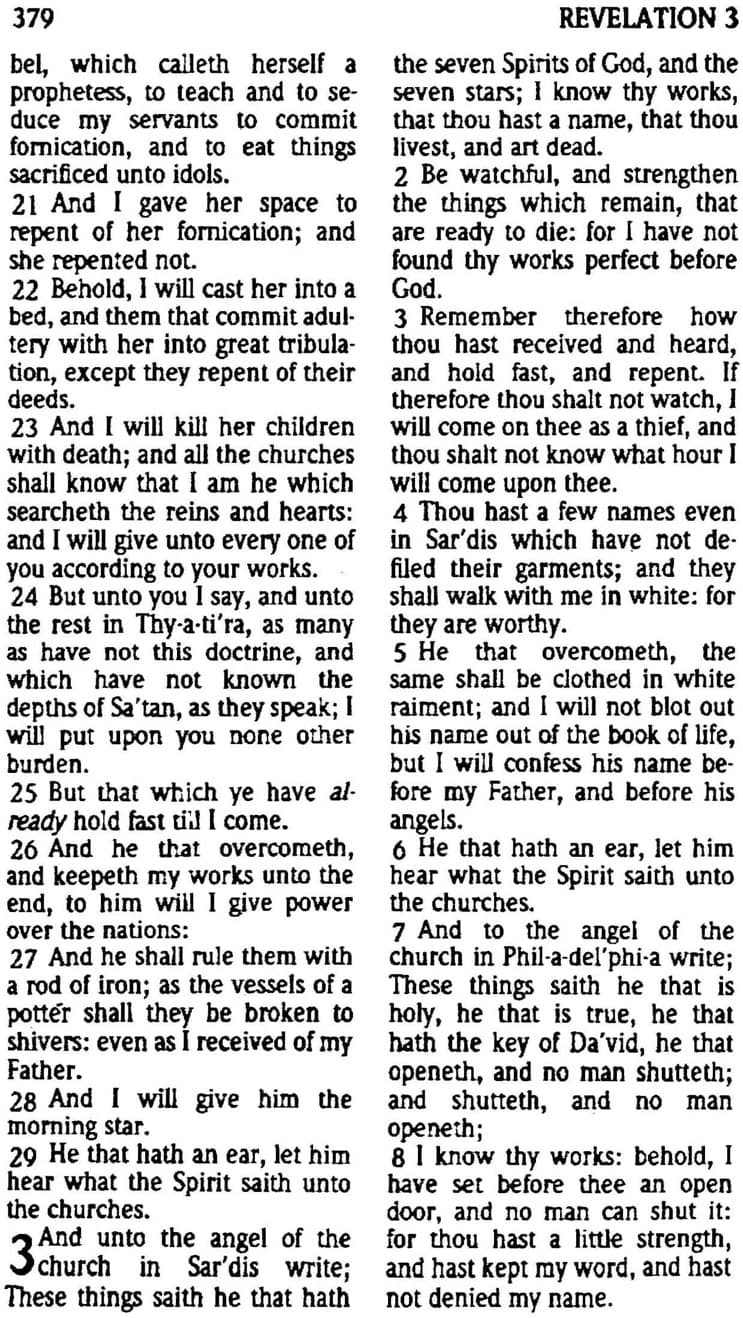 379
REVELATION 3
bel, which calleth herself a
prophetess, to teach and to se-
duce my servants to commit
fornication, and to eat things
sacrificed unto idols.
21 And I gave her space to
repent of her fornication; and
she repented not.
22 Behold, I will cast her into a
bed, and them that commit adul-
tery with her into great tribula-
tion, except they repent of their
deeds.
23 And I will kill her children
with death; and all the churches
shall know that I am he which
searcheth the reins and hearts:
and I will give unto every one of
you according to your works.
24 But unto you I say, and unto
the rest in Thy-a-ti'ra, as many
as have not this doctrine, and
which have not known the
depths of Sa'tan, as they speak; I
will put upon you none other
burden.
25 But that which ye have al-
ready hold fast till I come.
26 And he that overcometh,
and keepeth my works unto the
end, to him will I give power
over the nations:
27 And he shall rule them with
a rod of iron; as the vessels of a
potter shall they be broken to
shivers: even as I received of my
Father.
28 And I will give him the
morning star.
29 He that hath an ear, let him
hear what the Spirit saith unto
the churches.
3 And unto the angel of the
church in Sar'dis write;
These things saith he that hath
the seven Spirits of God, and the
seven stars; I know thy works,
that thou hast a name, that thou
livest, and art dead.
2 Be watchful, and strengthen
the things which remain, that
are ready to die: for I have not
found thy works perfect before
God.
3 Remember therefore how
thou hast received and heard,
and hold fast, and repent. If
therefore thou shalt not watch, I
will come on thee as a thief, and
thou shalt not know what hour I
will come upon thee.
4 Thou hast a few names even
in Sar'dis which have not de-
filed their garments; and they
shall walk with me in white: for
they are worthy.
5 He that overcometh, the
same shall be clothed in white
raiment; and I will not blot out
his name out of the book of life,
but I will confess his name be-
fore my Father, and before his
angels.
6 He that hath an ear, let him
hear what the Spirit saith unto
the churches.
7 And to the angel of the
church in Phil-a-del'phi-a write;
These things saith he that is
holy, he that is true, he that
hath the key of Da'vid, he that
openeth, and no man shutteth;
and shutteth, and no man
openeth;
8 I know thy works: behold, I
have set before thee an open
door, and no man can shut it:
for thou hast a little strength,
and hast kept my word, and hast
not denied my name.